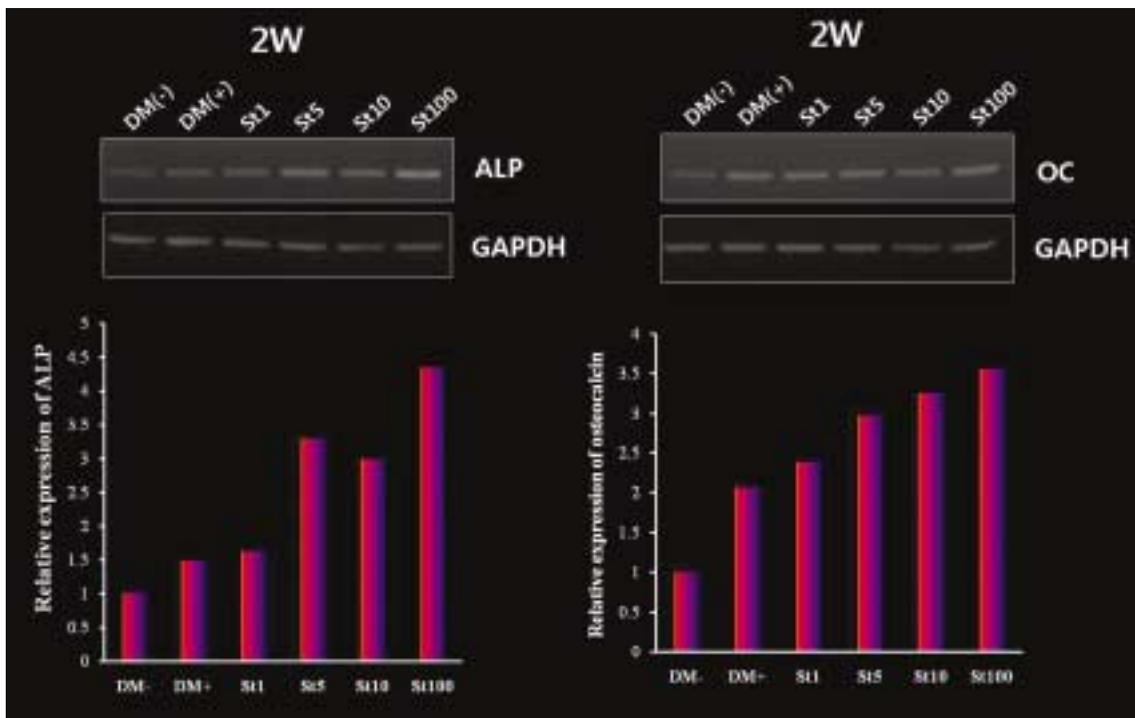 2W
DM(-) DM(+) St1 St5 St10 St100
ALP
GAPDH
Relative expression of ALP
5
4.5
4
3.5
3
2.5
2
1.5
1
0.5
0
DM- DM+ St1 St5 St10 St100
2W
DM(-) DM(+) St1 St5 St10 St100
OC
GAPDH
Relative expression of osteocalcin
4
3.5
3
2.5
2
1.5
1
0.5
0
DM- DM+ St1 St5 St10 St100